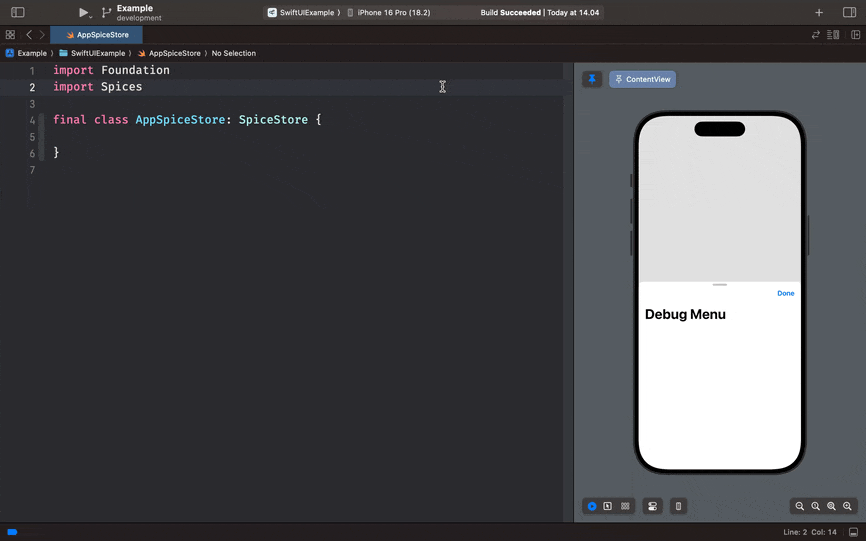 Example
development
SwiftUIExample ⟩ iPhone 16 Pro (18.2)
Build Succeeded | Today at 14.04
AppSpiceStore
Example ⟩ SwiftUIExample ⟩ AppSpiceStore ⟩ No Selection
1 import Foundation
2 import Spices
3
4 final class AppSpiceStore: SpiceStore {
5
6 }
7
ContentView
Done
Debug Menu
Line: 2 Col: 14